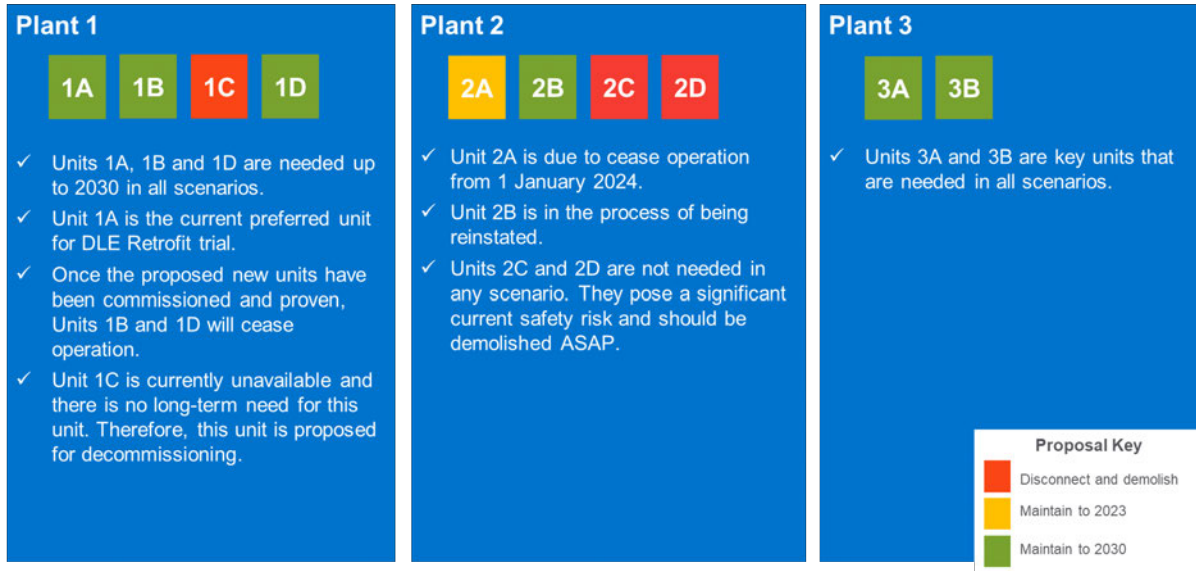 Plant 1
1A 1B 1C 1D
✓ Units 1A, 1B and 1D are needed up
to 2030 in all scenarios.
✓ Unit 1A is the current preferred unit
for DLE Retrofit trial.
✓ Once the proposed new units have
been commissioned and proven,
Units 1B and 1D will cease
operation.
✓ Unit 1C is currently unavailable and
there is no long-term need for this
unit. Therefore, this unit is proposed
for decommissioning.
Plant 2
2A 2B 2C 2D
✓ Unit 2A is due to cease operation
from 1 January 2024.
✓ Unit 2B is in the process of being
reinstated.
✓ Units 2C and 2D are not needed in
any scenario. They pose a significant
current safety risk and should be
demolished ASAP.
Plant 3
3A 3B
✓ Units 3A and 3B are key units that
are needed in all scenarios.
Proposal Key
Disconnect and demolish
Maintain to 2023
Maintain to 2030